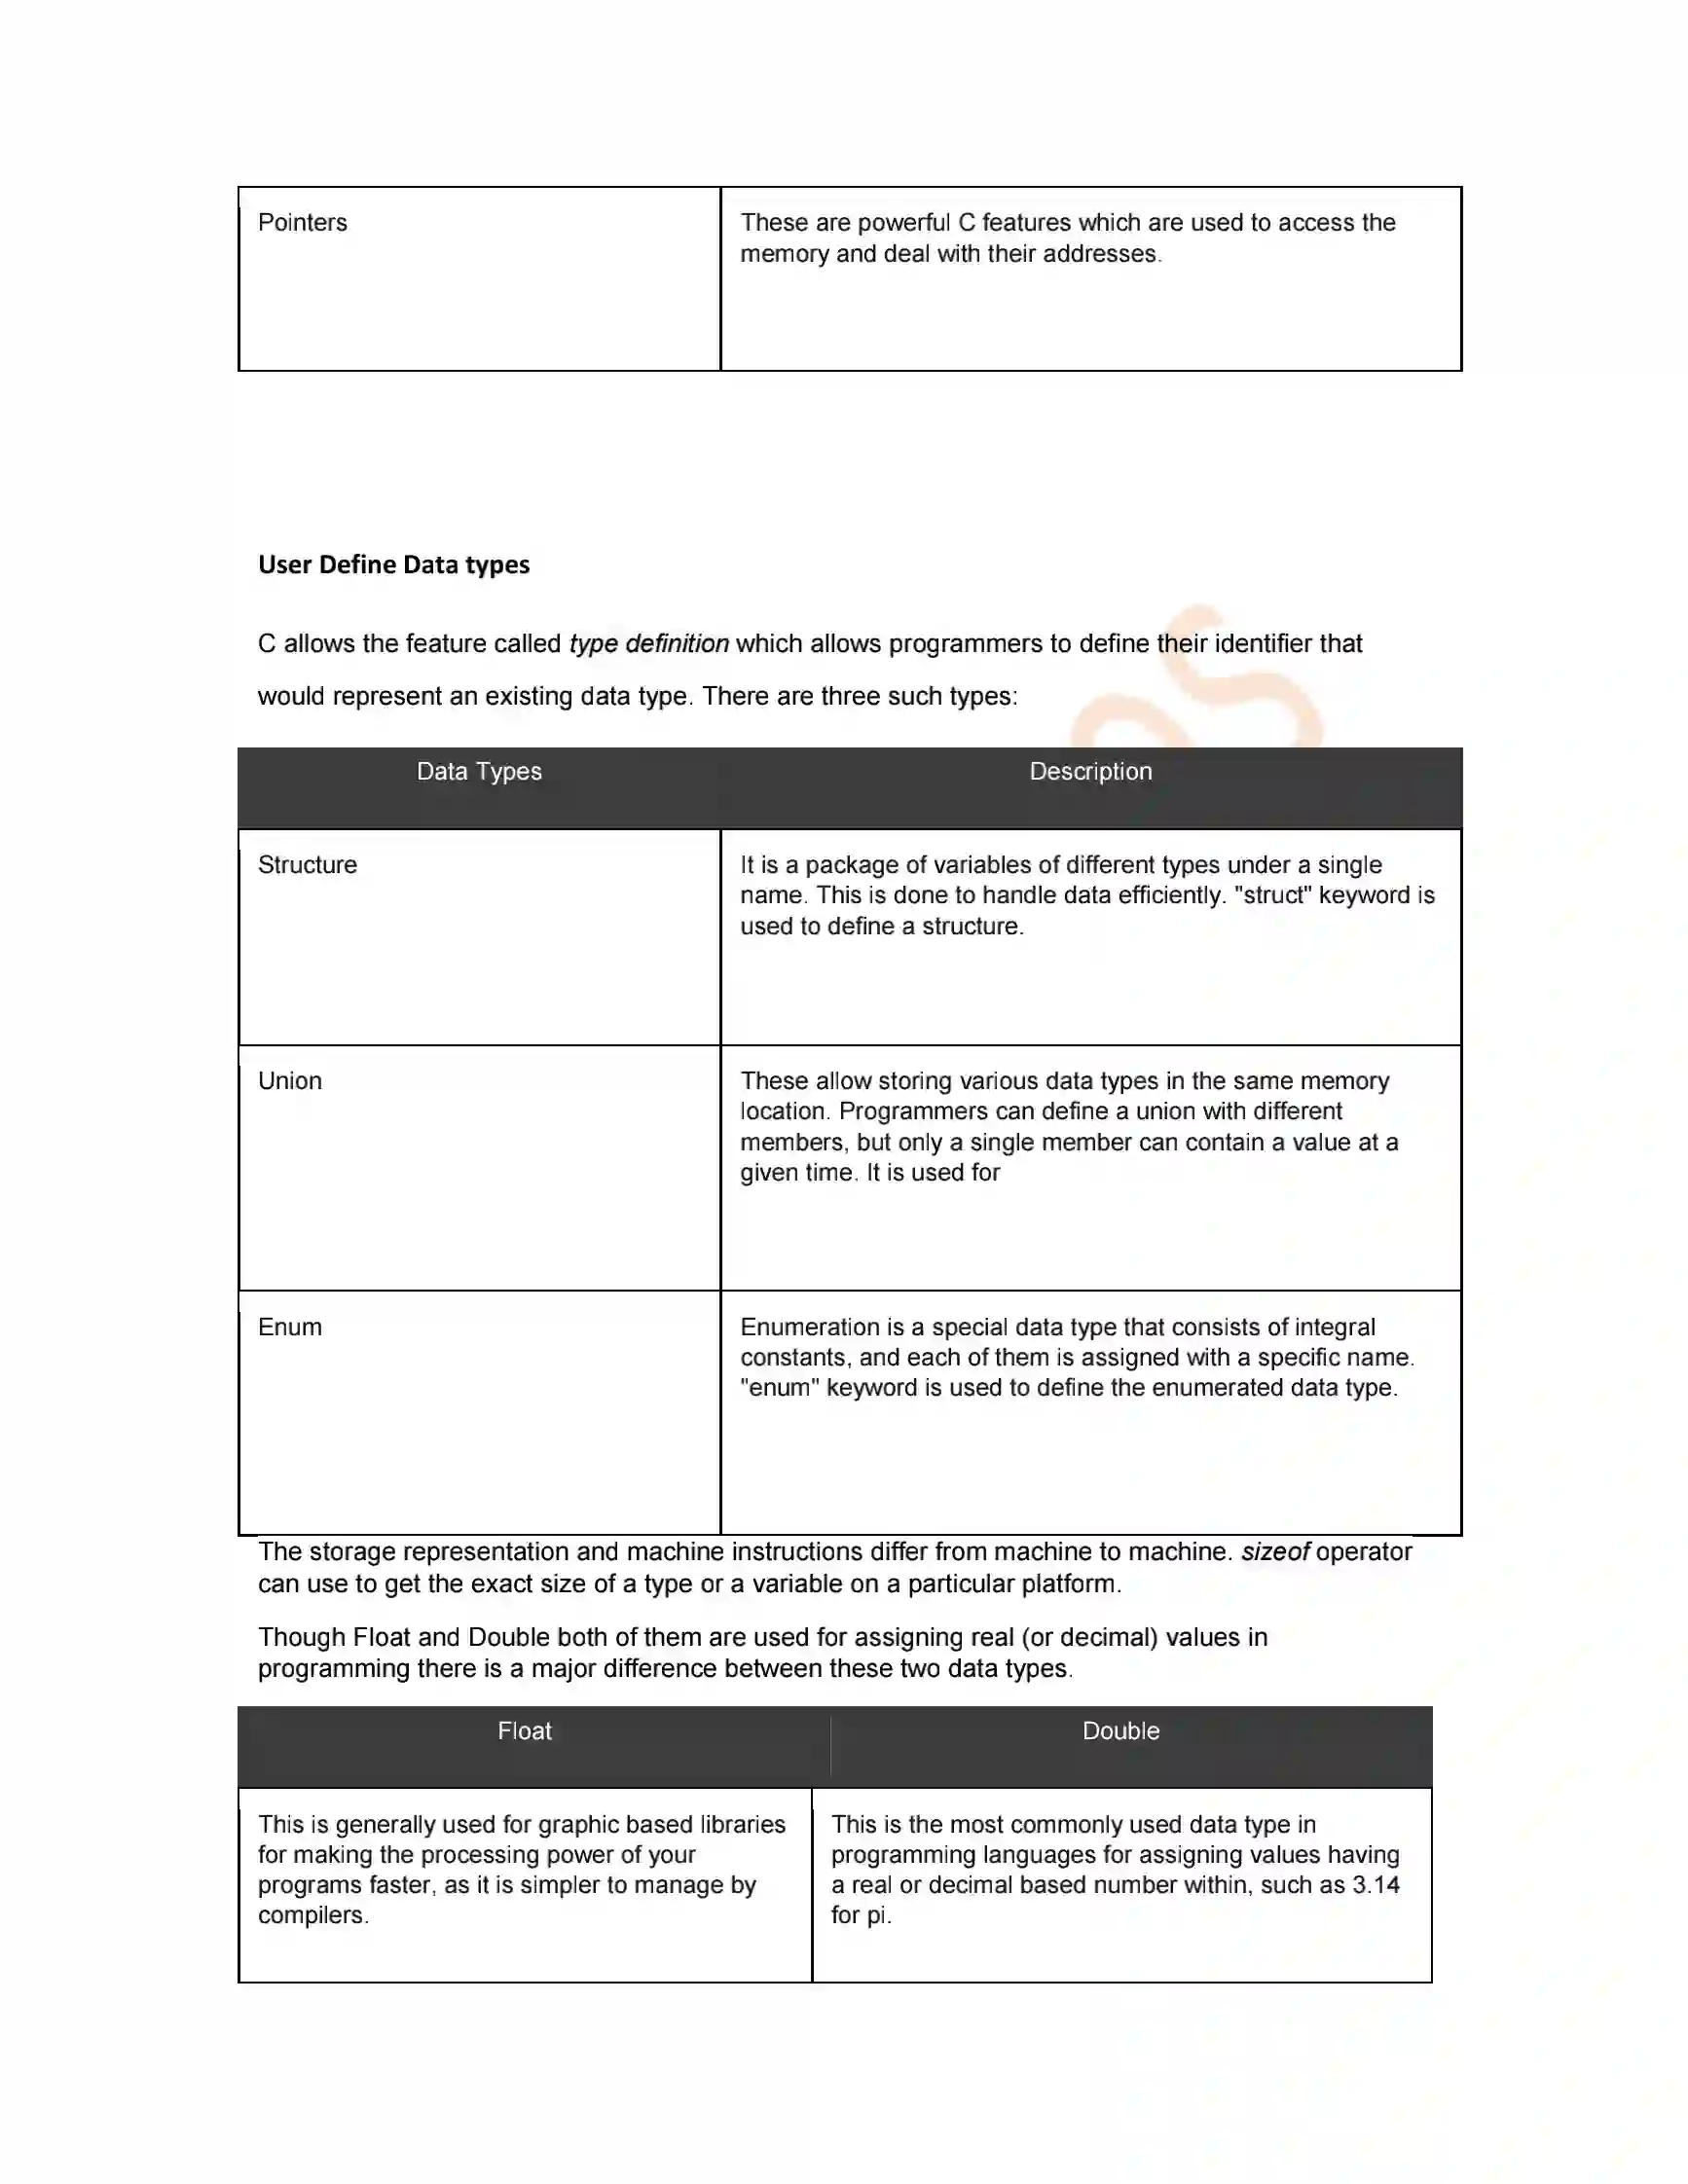 Pointers
These are powerful C features which are used to access the
memory and deal with their addresses.
User Define Data types
C allows the feature called type definition which allows programmers to define their identifier that
would represent an existing data type. There are three such types:
Data Types
Description
Structure
It is a package of variables of different types under a single
name. This is done to handle data efficiently. "struct" keyword is
used to define a structure.
Union
These allow storing various data types in the same memory
location. Programmers can define a union with different
members, but only a single member can contain a value at a
given time. It is used for
Enum
Enumeration is a special data type that consists of integral
constants, and each of them is assigned with a specific name.
"enum" keyword is used to define the enumerated data type.
The storage representation and machine instructions differ from machine to machine. sizeof operator
can use to get the exact size of a type or a variable on a particular platform.
Though Float and Double both of them are used for assigning real (or decimal) values in
programming there is a major difference between these two data types.
Float
Double
This is generally used for graphic based libraries
for making the processing power of your
programs faster, as it is simpler to manage by
compilers.
This is the most commonly used data type in
programming languages for assigning values having
a real or decimal based number within, such as 3.14
for pi.